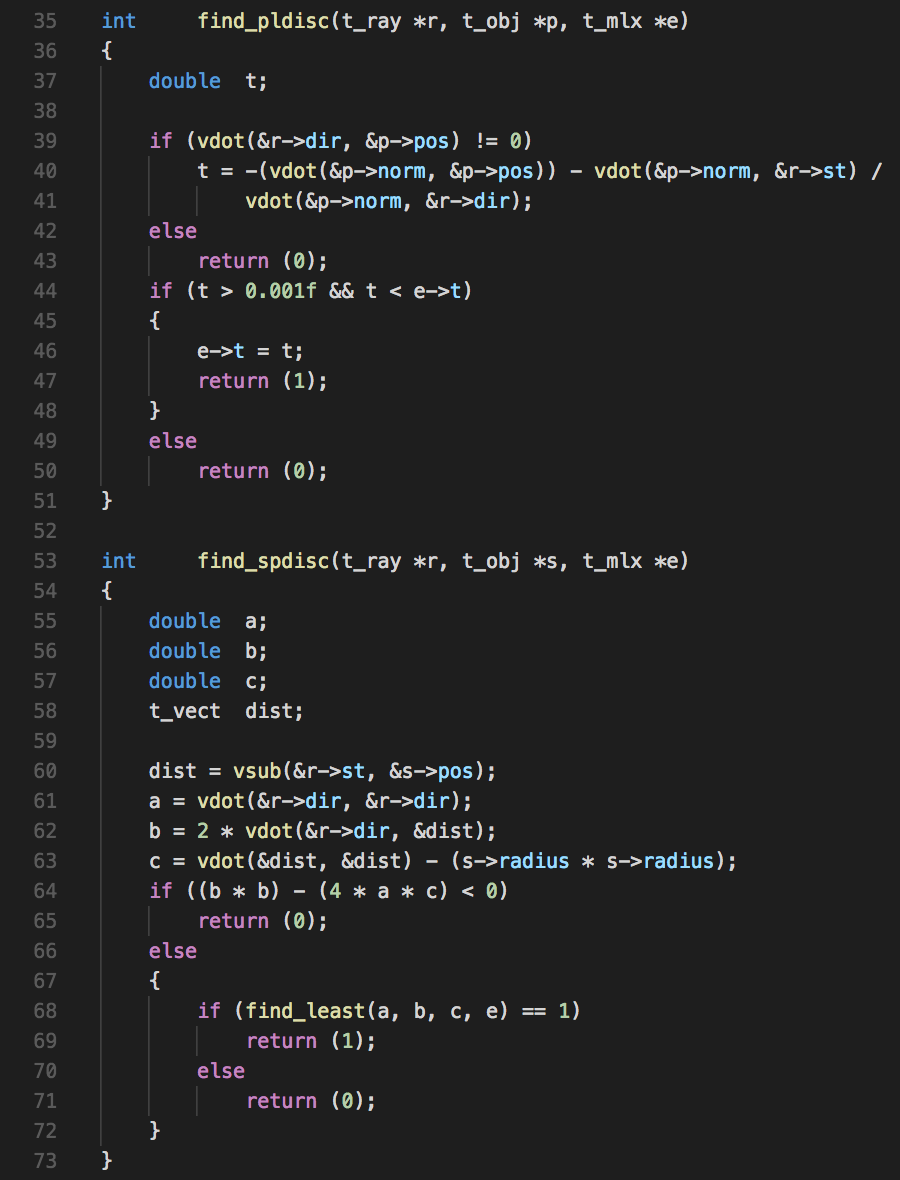 35 int     find_pldisc(t_ray *r, t_obj *p, t_mlx *e)
36 {
37     double  t;
38
39     if (vdot(&r->dir, &p->pos) != 0)
40         t = -(vdot(&p->norm, &p->pos)) - vdot(&p->norm, &r->st) /
41             vdot(&p->norm, &r->dir);
42     else
43         return (0);
44     if (t > 0.001f && t < e->t)
45     {
46         e->t = t;
47         return (1);
48     }
49     else
50         return (0);
51 }
52
53 int     find_spdisc(t_ray *r, t_obj *s, t_mlx *e)
54 {
55     double  a;
56     double  b;
57     double  c;
58     t_vect  dist;
59
60     dist = vsub(&r->st, &s->pos);
61     a = vdot(&r->dir, &r->dir);
62     b = 2 * vdot(&r->dir, &dist);
63     c = vdot(&dist, &dist) - (s->radius * s->radius);
64     if ((b * b) - (4 * a * c) < 0)
65         return (0);
66     else
67     {
68         if (find_least(a, b, c, e) == 1)
69             return (1);
70         else
71             return (0);
72     }
73 }